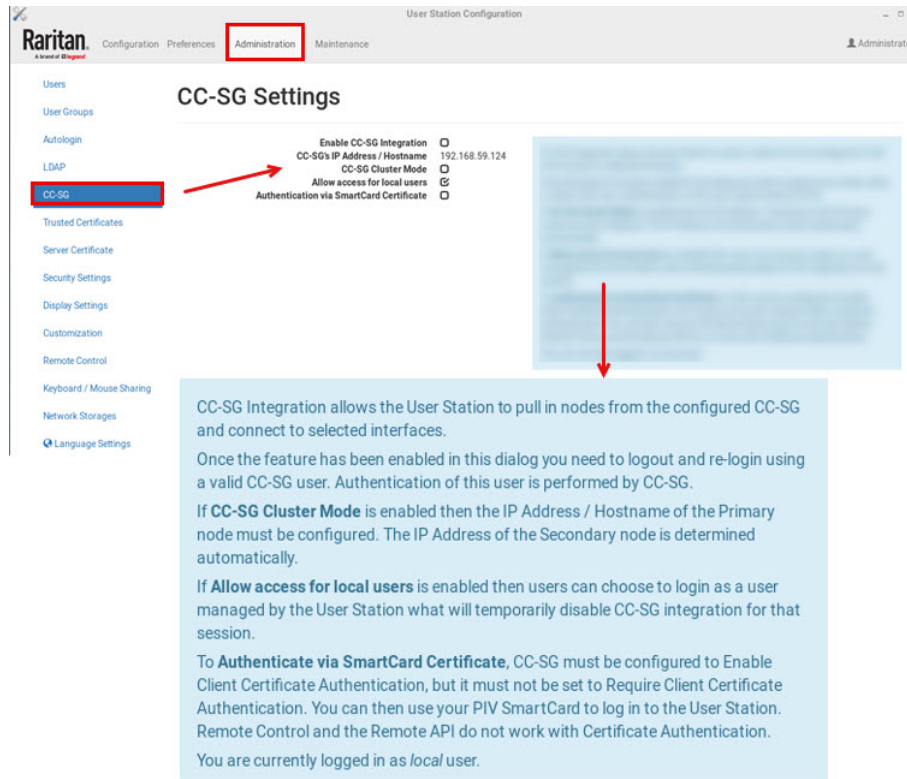 User Station Configuration
Raritan.
A brand of legrand
Configuration Preferences Administration Maintenance
Administrat
Users
User Groups
Autologin
LDAP
CC-SG
Trusted Certificates
Server Certificate
Security Settings
Display Settings
Customization
Remote Control
Keyboard / Mouse Sharing
Network Storages
Language Settings
CC-SG Settings
Enable CC-SG Integration
CC-SG's IP Address / Hostname 192.168.59.124
CC-SG Cluster Mode
Allow access for local users
Authentication via SmartCard Certificate
CC-SG Integration allows the User Station to pull in nodes from the configured CC-SG
and connect to selected interfaces.
Once the feature has been enabled in this dialog you need to logout and re-login using
a valid CC-SG user. Authentication of this user is performed by CC-SG.
If CC-SG Cluster Mode is enabled then the IP Address / Hostname of the Primary
node must be configured. The IP Address of the Secondary node is determined
automatically.
If Allow access for local users is enabled then users can choose to login as a user
managed by the User Station what will temporarily disable CC-SG integration for that
session.
To Authenticate via SmartCard Certificate, CC-SG must be configured to Enable
Client Certificate Authentication, but it must not be set to Require Client Certificate
Authentication. You can then use your PIV SmartCard to log in to the User Station.
Remote Control and the Remote API do not work with Certificate Authentication.
You are currently logged in as local user.